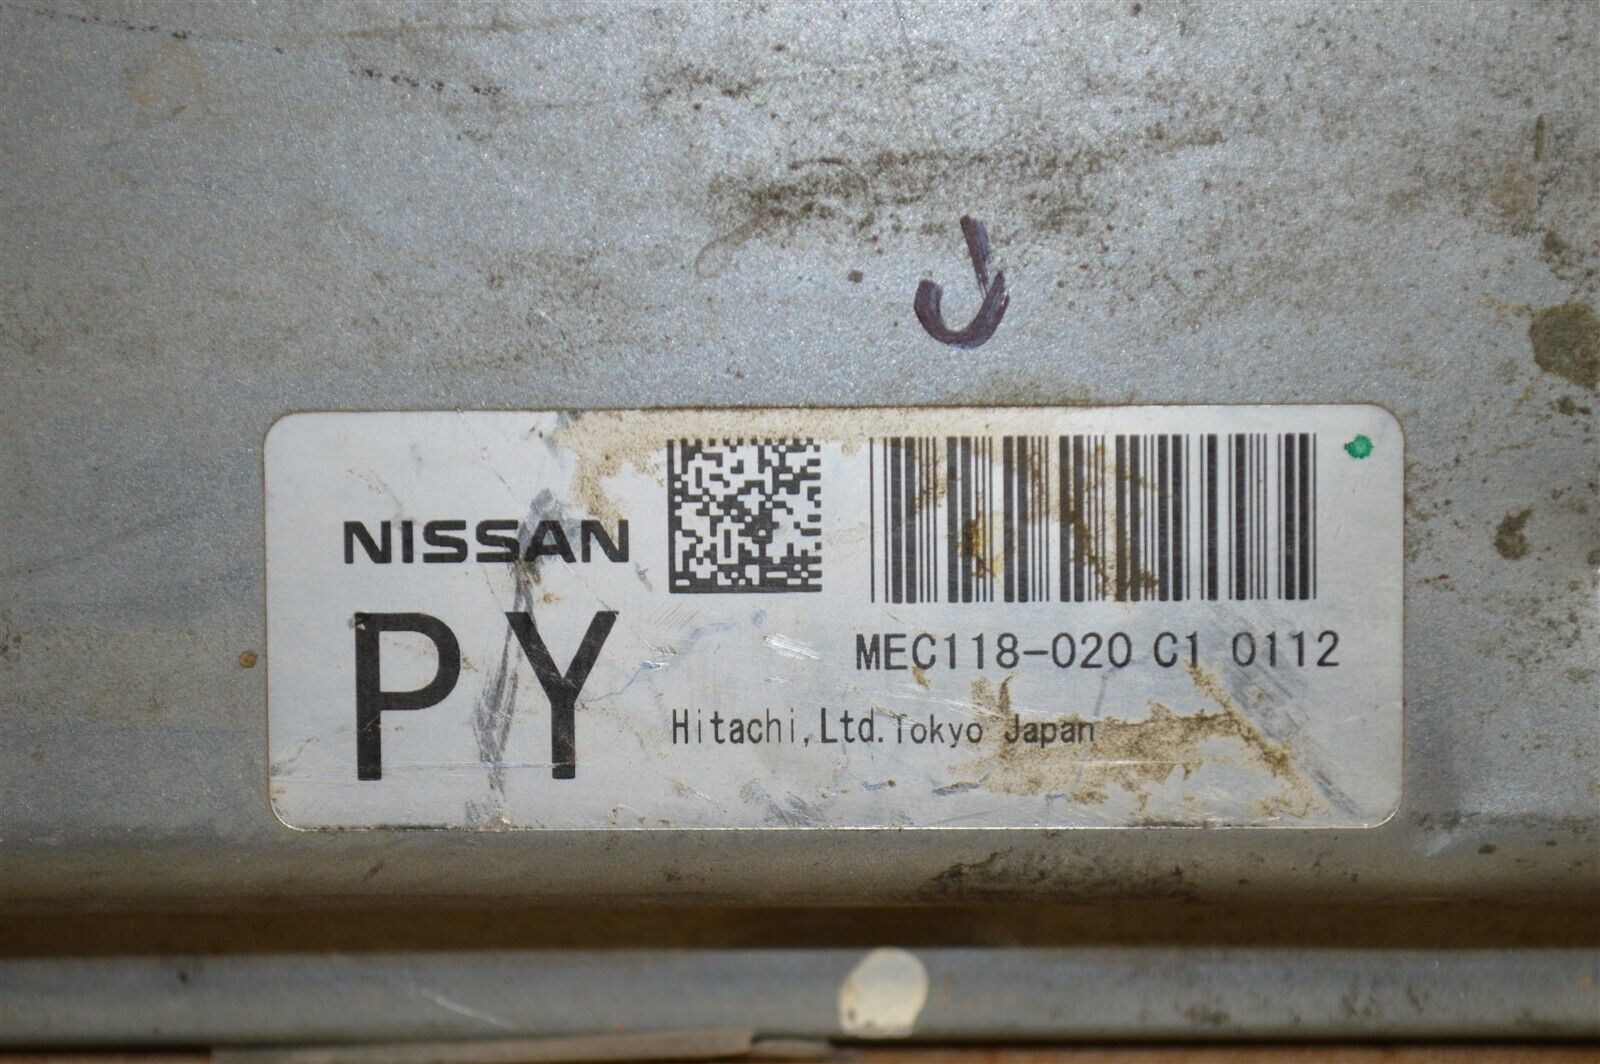 NISSAN
PY
MEC118-020 C1 0112
Hitachi,Ltd.Tokyo Japan